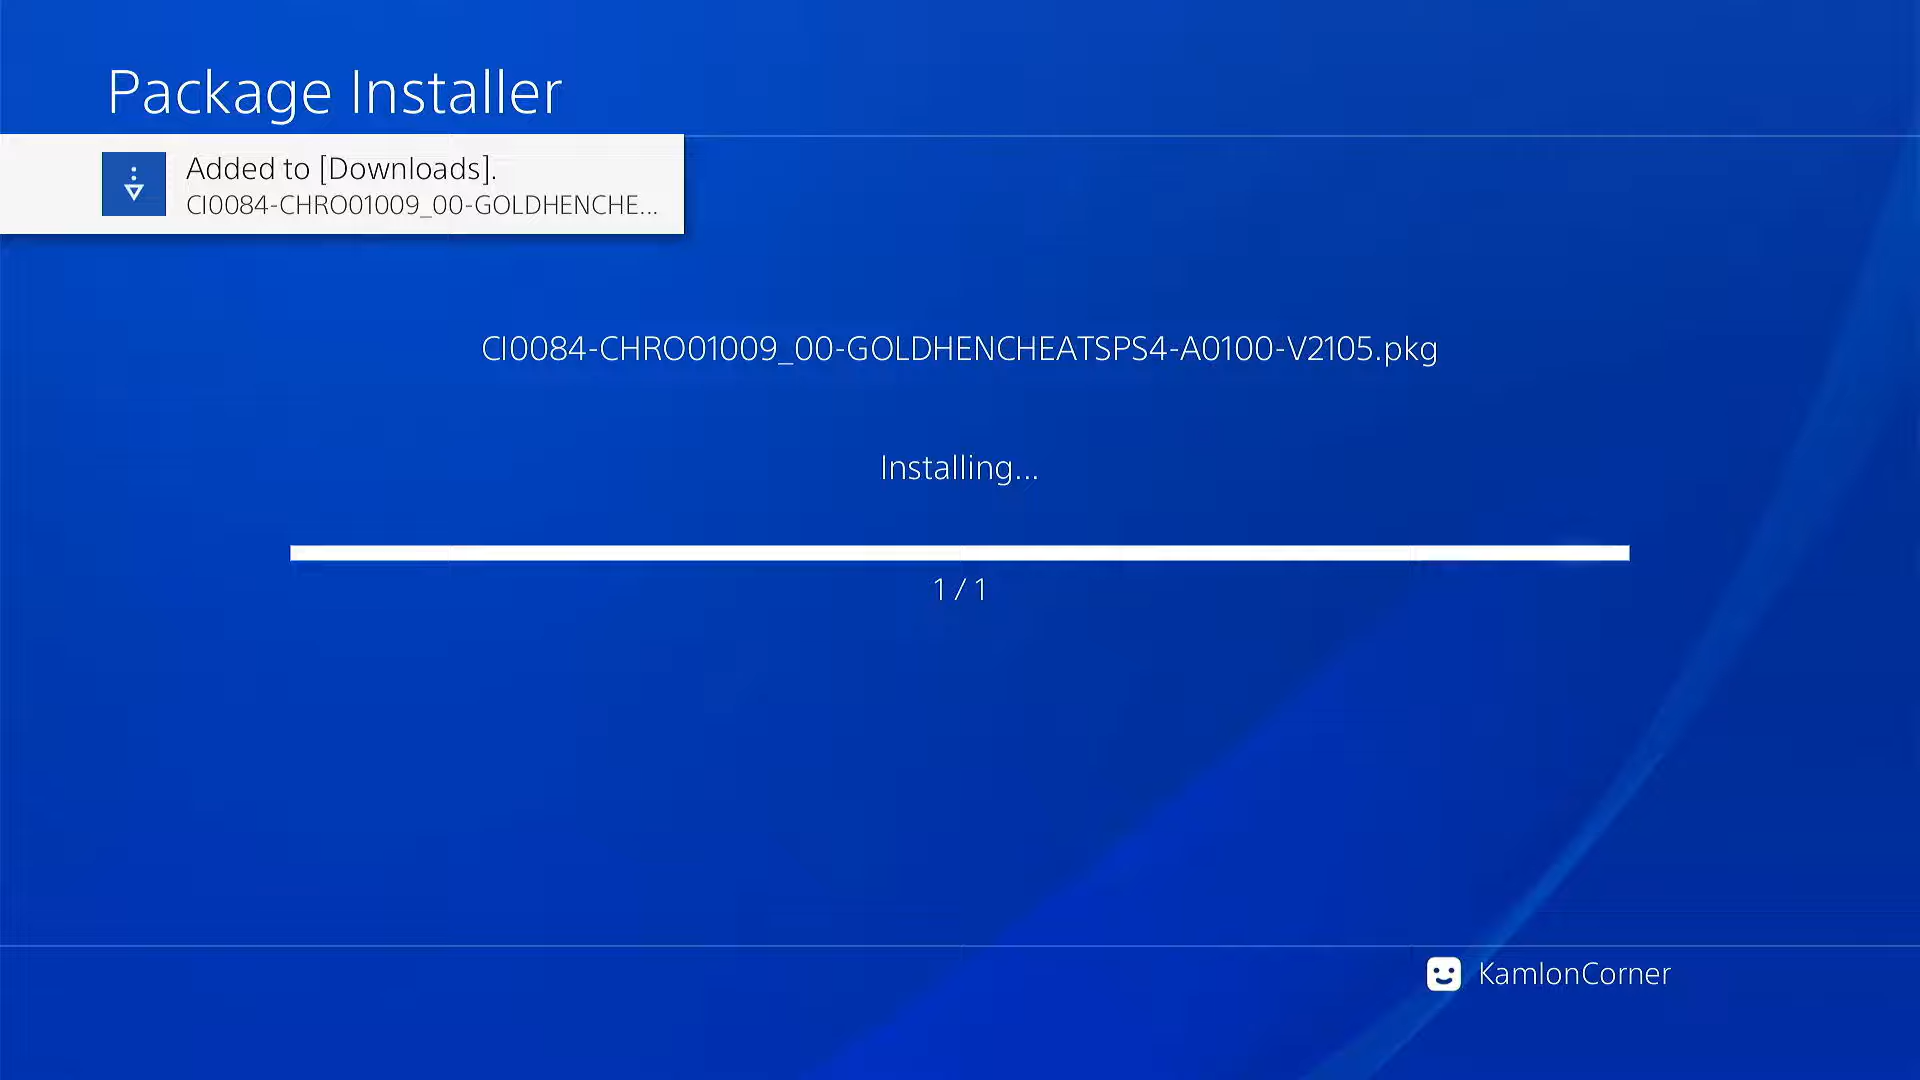 Package Installer
Added to [Downloads].
CI0084-CHRO01009_00-GOLDHENCHE...
CI0084-CHRO01009_00-GOLDHENCHEATSPS4-A0100-V2105.pkg
Installing...
1 / 1
KamlonCorner